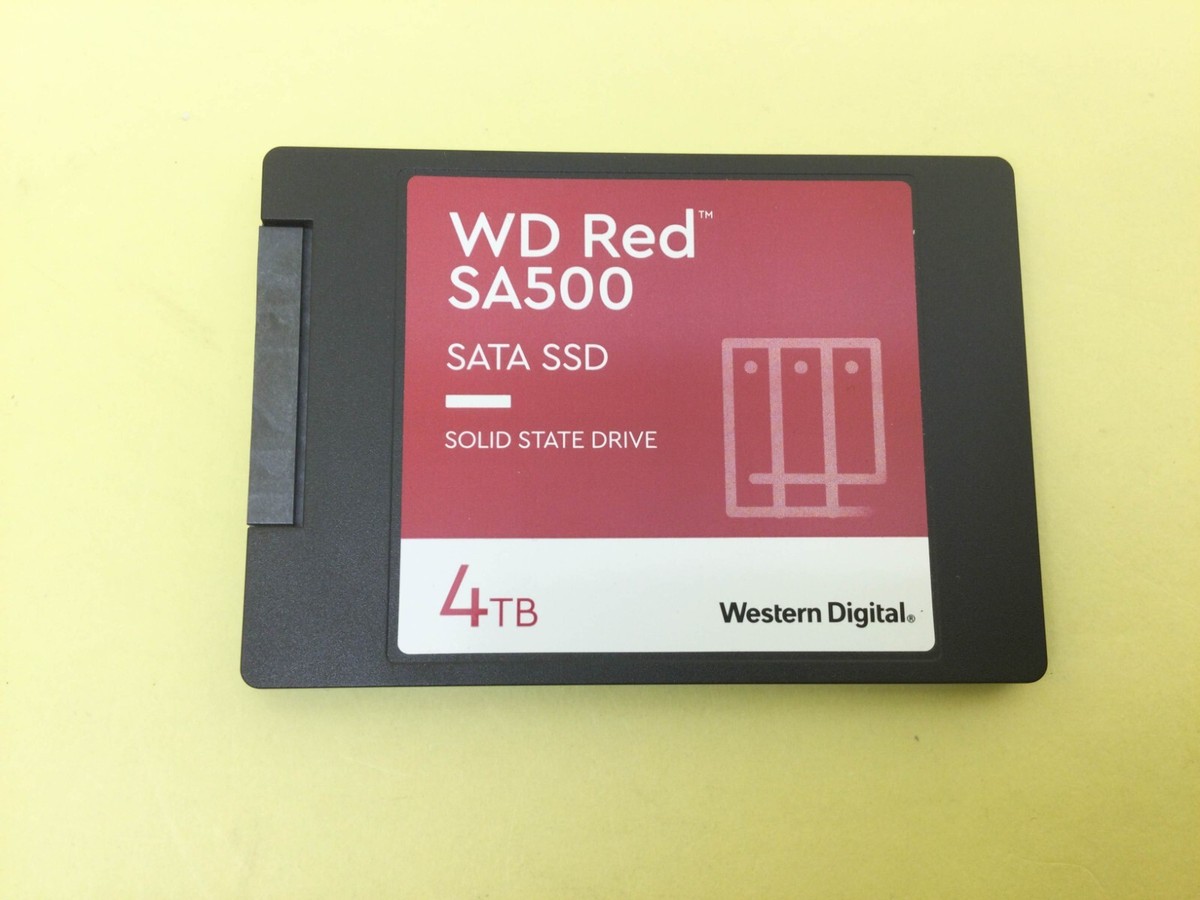 WD Red™
SA500
SATA SSD
SOLID STATE DRIVE
4TB
Western Digital®